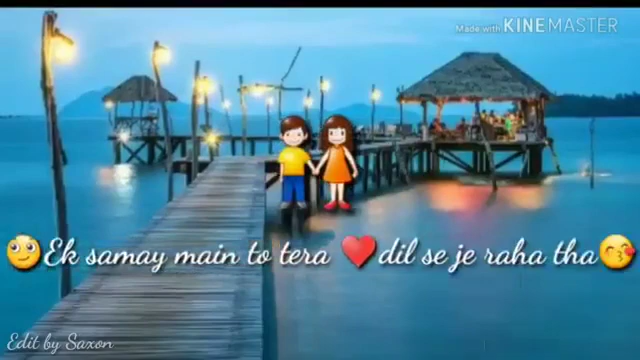 Made with KINEMASTER
🙄Ek samay main to tera ❤️dil se je raha tha😙
Edit by Saxon